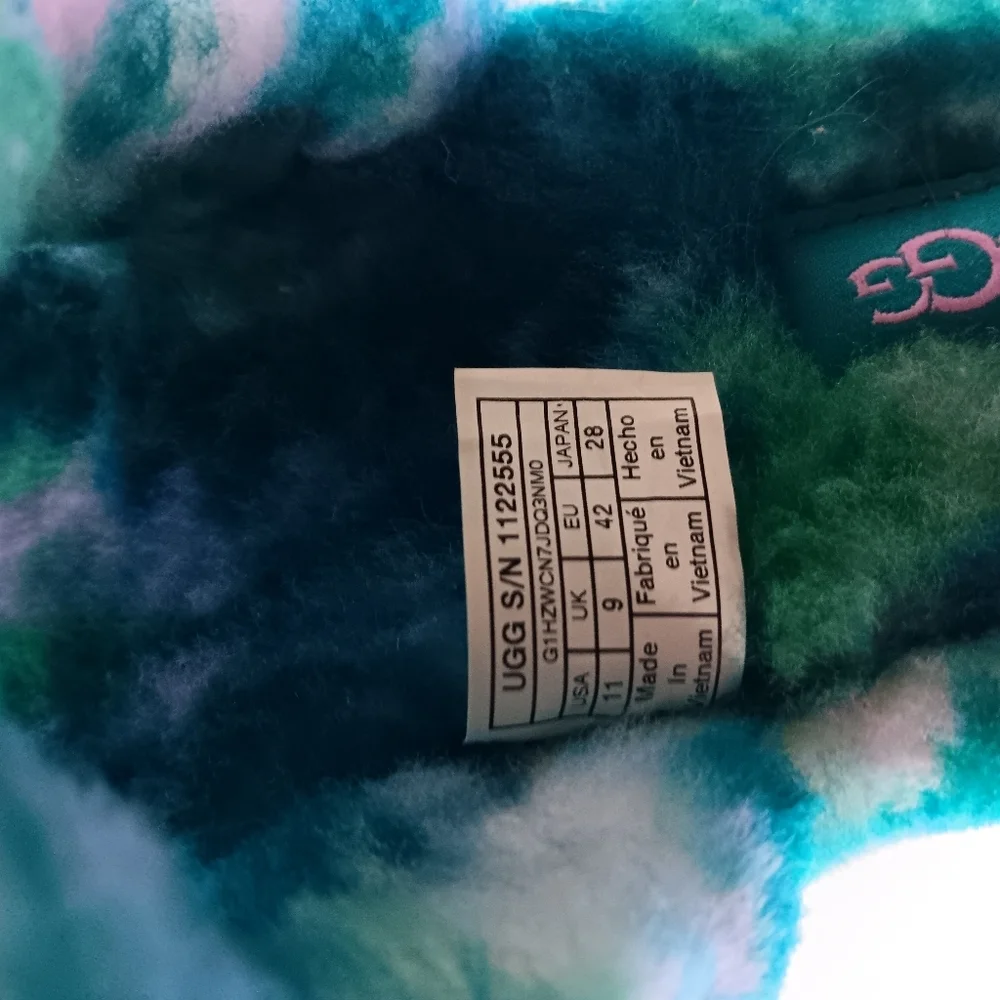 UGG S/N 1122555
G1HZWCN7JDQ3NM0
USA UK EU JAPAN
11 9 42 28
Made Fabriqué Hecho
In en en
Vietnam Vietnam Vietnam